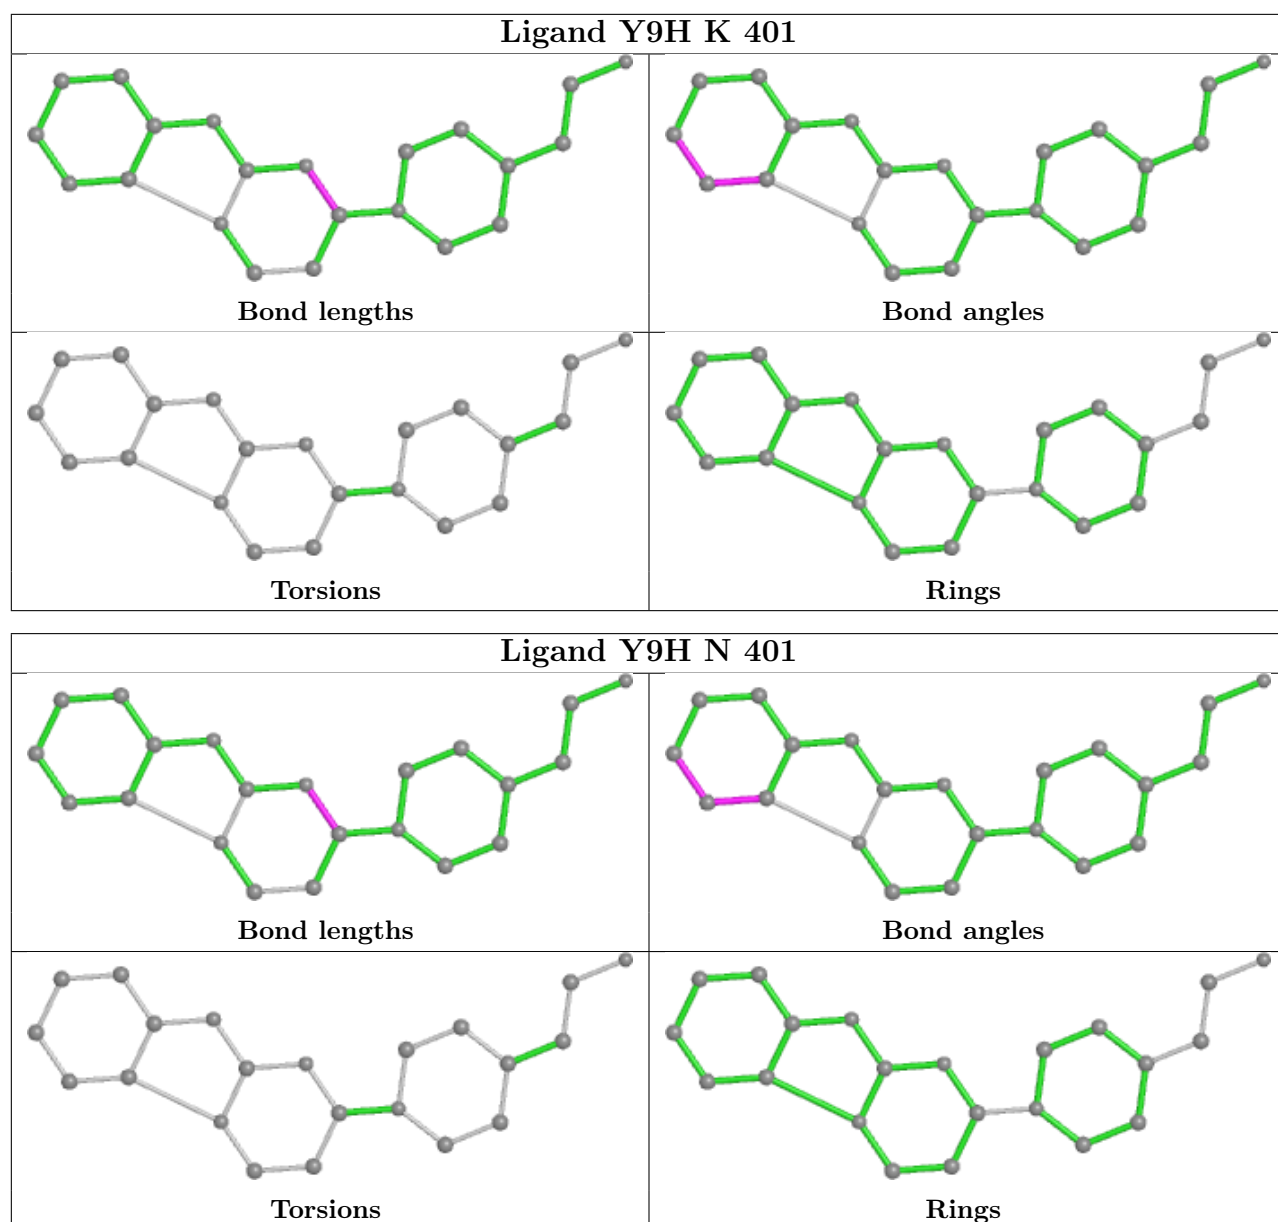 Ligand Y9H K 401
Bond lengths
Bond angles
Torsions
Rings
Ligand Y9H N 401
Bond lengths
Bond angles
Torsions
Rings